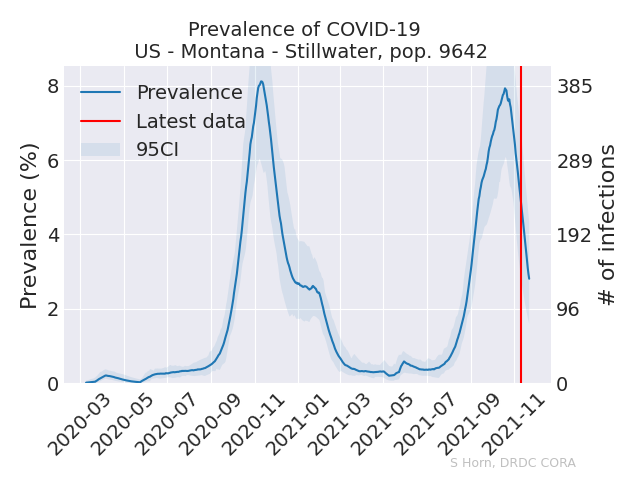 Prevalence of COVID-19
US - Montana - Stillwater, pop. 9642
Prevalence (%)
8
6
4
2
0
Prevalence
Latest data
95CI
385
289
192
96
0
# of infections
2020-03
2020-05
2020-07
2020-09
2020-11
2021-01
2021-03
2021-05
2021-07
2021-09
2021-11
S Horn, DRDC CORA